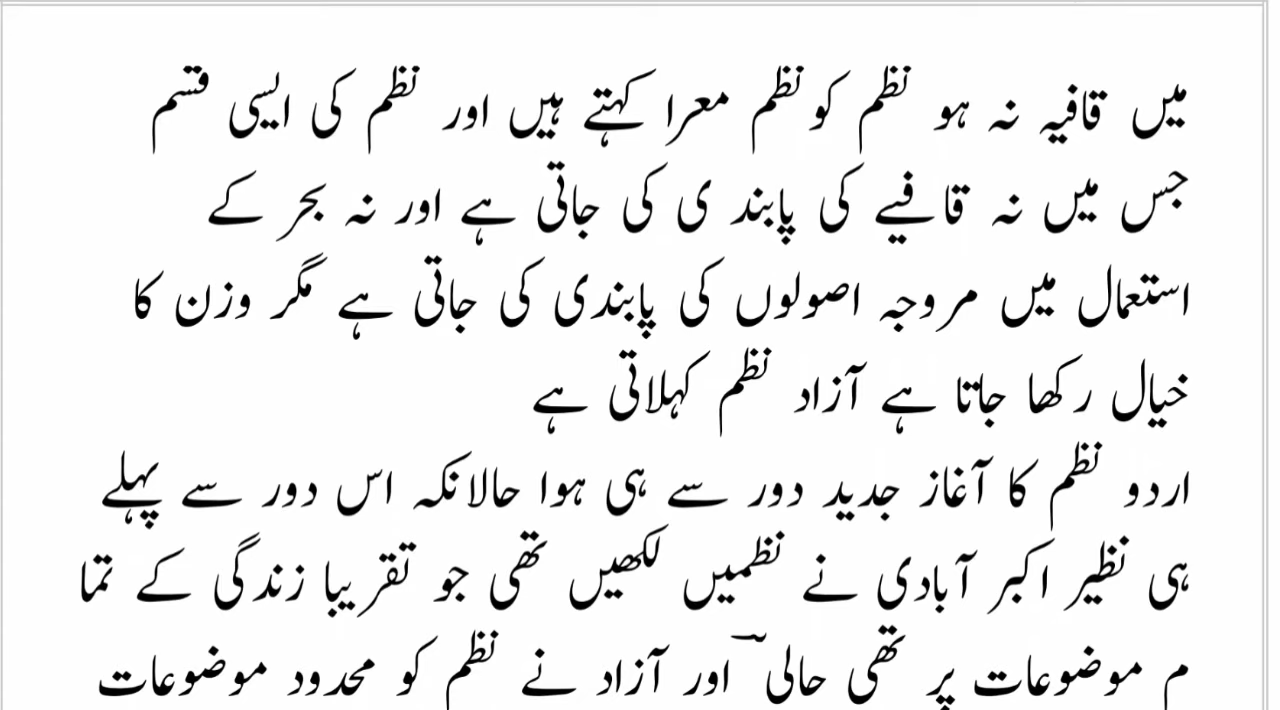 میں قافیہ نہ ہو نظم کو نظم معرا کہتے ہیں اور نظم کی ایسی قسم
جس میں نہ قافیے کی پابند ی کی جاتی ہے اور نہ بحر کے
استعمال میں مروجہ اصولوں کی پابندی کی جاتی ہے مگر وزن کا
خیال رکھا جاتا ہے آزاد نظم کہلاتی ہے
اردو نظم کا آغاز جدید دور سے ہی ہوا حالانکہ اس دور سے پہلے
ہی نظیر اکبر آبادی نے نظمیں لکھیں تھی جو تقریبا زندگی کے تما
م موضوعات پر تھی حالی ؔ اور آزاد نے نظم کو محدود موضوعات